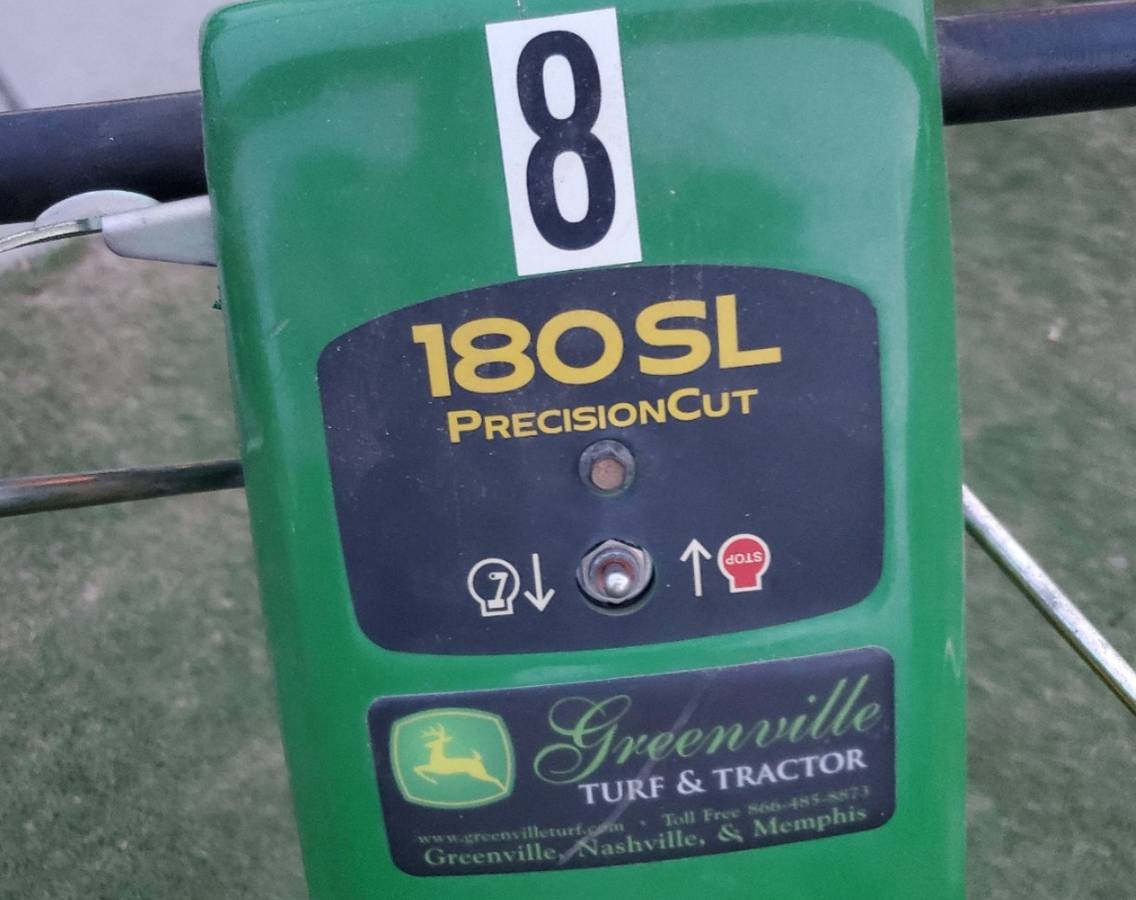 8
180SL
PRECISIONCUT
STOP
Greenville
TURF & TRACTOR
www.greenvilleturf.com · Toll Free 866-485-8873
Greenville, Nashville, & Memphis